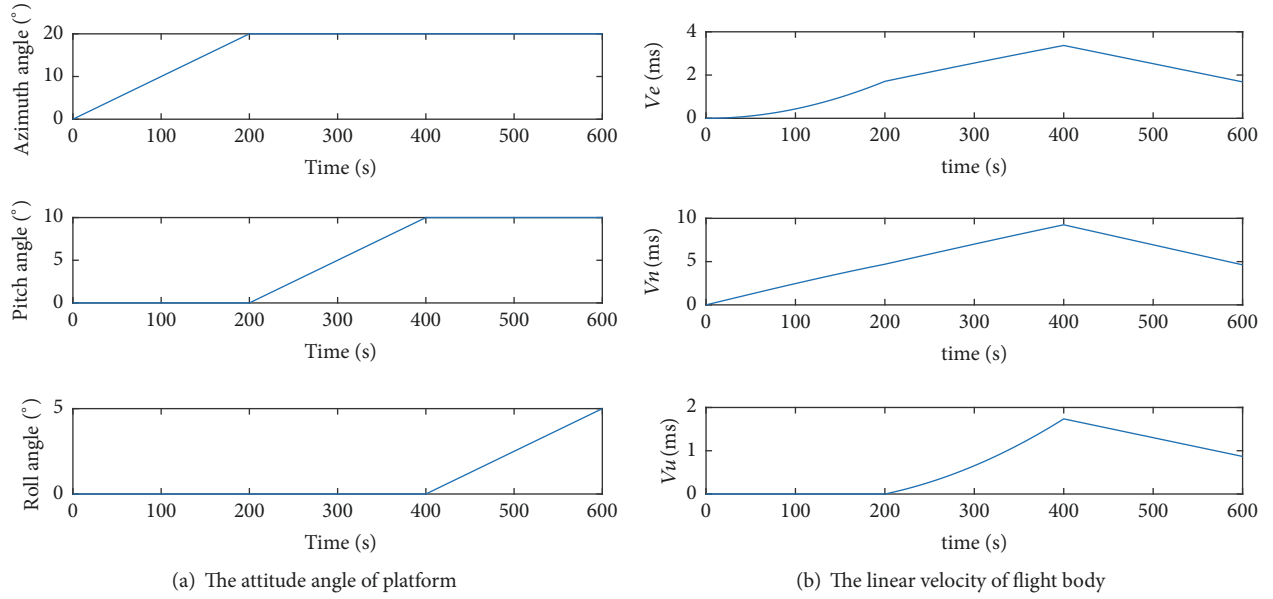 Azimuth angle (°)
20
10
0
0 100 200 300 400 500 600
Time (s)
Pitch angle (°)
10
5
0
0 100 200 300 400 500 600
Time (s)
Roll angle (°)
5
0
0 100 200 300 400 500 600
Time (s)
(a) The attitude angle of platform
Ve (ms)
4
2
0
0 100 200 300 400 500 600
time (s)
Vn (ms)
10
5
0
0 100 200 300 400 500 600
time (s)
Vu (ms)
2
1
0
0 100 200 300 400 500 600
time (s)
(b) The linear velocity of flight body